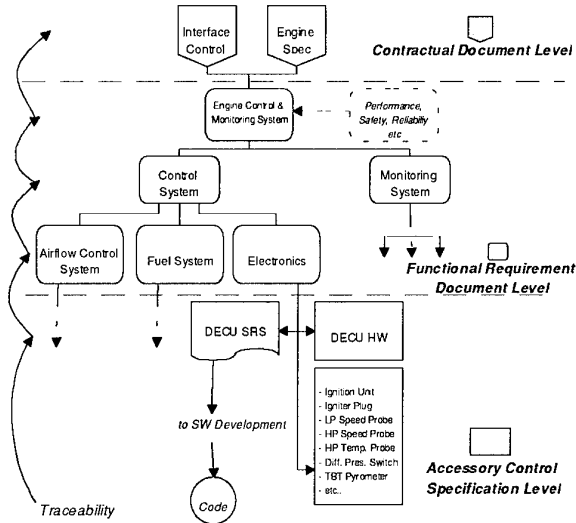 Interface
Control
Engine
Spec
Contractual Document Level
Engine Control &
Monitoring System
Performance,
Safety, Reliabiliy
etc
Control
System
Monitoring
System
Airflow Control
System
Fuel System
Electronics
Functional Requirement
Document Level
DECU SRS
DECU HW
- Ignition Unit
- Igniter Plug
- LP Speed Probe
- HP Speed Probe
- HP Temp. Probe
- Diff. Pres. Switch
- TBT Pyrometer
- etc..
to SW Development
Accessory Control
Specification Level
Code
Traceability